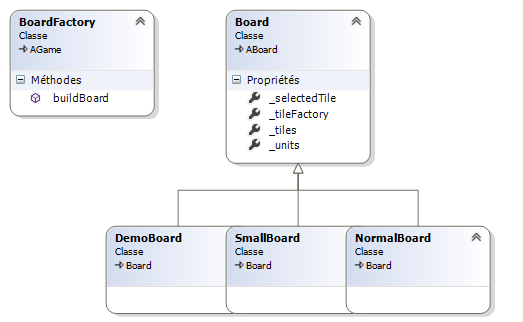 BoardFactory
Classe
AGame
Méthodes
buildBoard
Board
Classe
ABoard
Propriétés
_selectedTile
_tileFactory
_tiles
_units
DemoBoard
Classe
Board
SmallBoard
Classe
Board
NormalBoard
Classe
Board